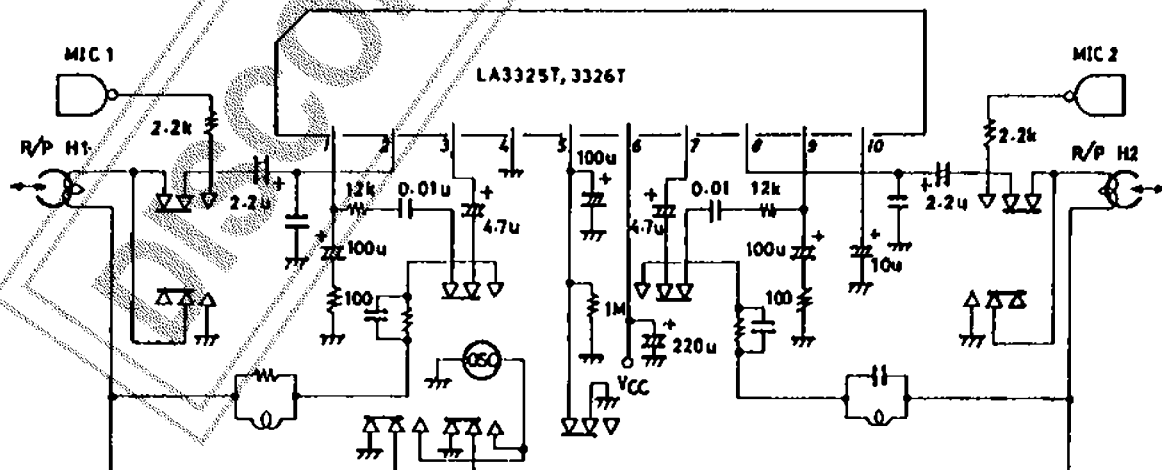 MIC 1
MIC 2
LA3325T, 3326T
2.2k
2.2k
R/P H1
R/P H2
1 2 3 4 5 6 7 8 9 10
100u
2.2u
12k
0.01u
4.7u
4.7u
0.01
12k
2.2u
100u
100u
10u
100
100
1M
220u
OSC
VCC
DISCO